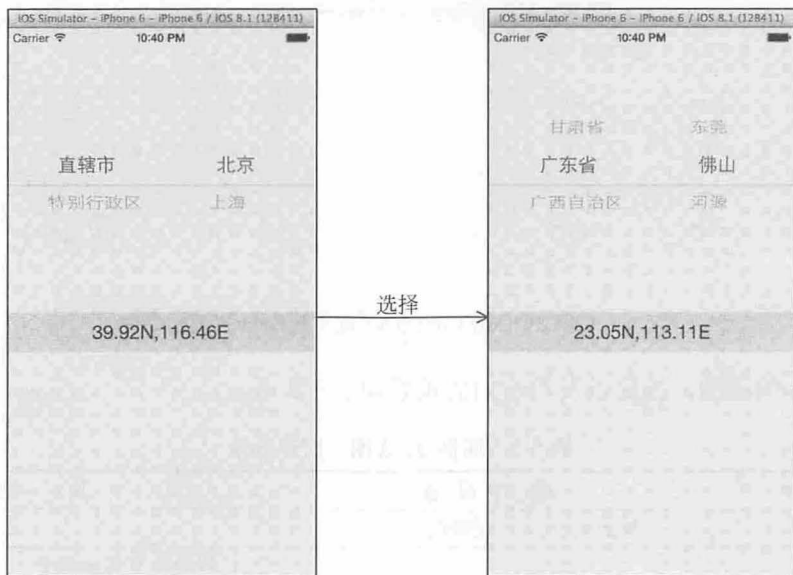 iOS Simulator – iPhone 6 – iPhone 6 / iOS 8.1 (12B411)
Carrier 10:40 PM
直辖市 北京
特别行政区 上海
39.92N,116.46E
选择
iOS Simulator – iPhone 6 – iPhone 6 / iOS 8.1 (12B411)
Carrier 10:40 PM
甘肃省 东莞
广东省 佛山
广西自治区 河源
23.05N,113.11E